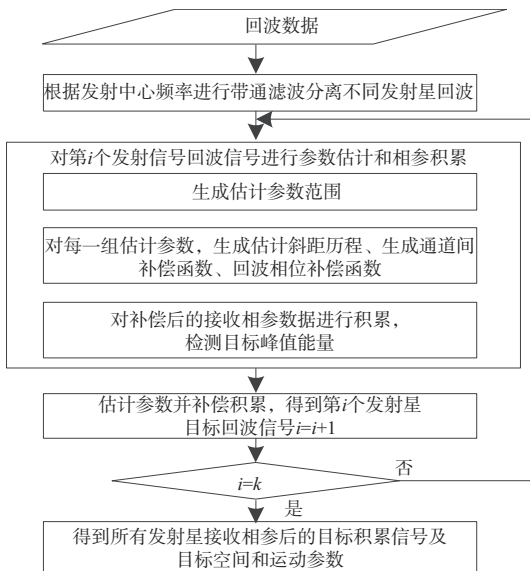 回波数据
根据发射中心频率进行带通滤波分离不同发射星回波
对第i个发射信号回波信号进行参数估计和相参积累
生成估计参数范围
对每一组估计参数，生成估计斜距历程、生成通道间
补偿函数、回波相位补偿函数
对补偿后的接收相参数据进行积累，
检测目标峰值能量
估计参数并补偿积累，得到第i个发射星
目标回波信号i=i+1
i=k
否
是
得到所有发射星接收相参后的目标积累信号及
目标空间和运动参数